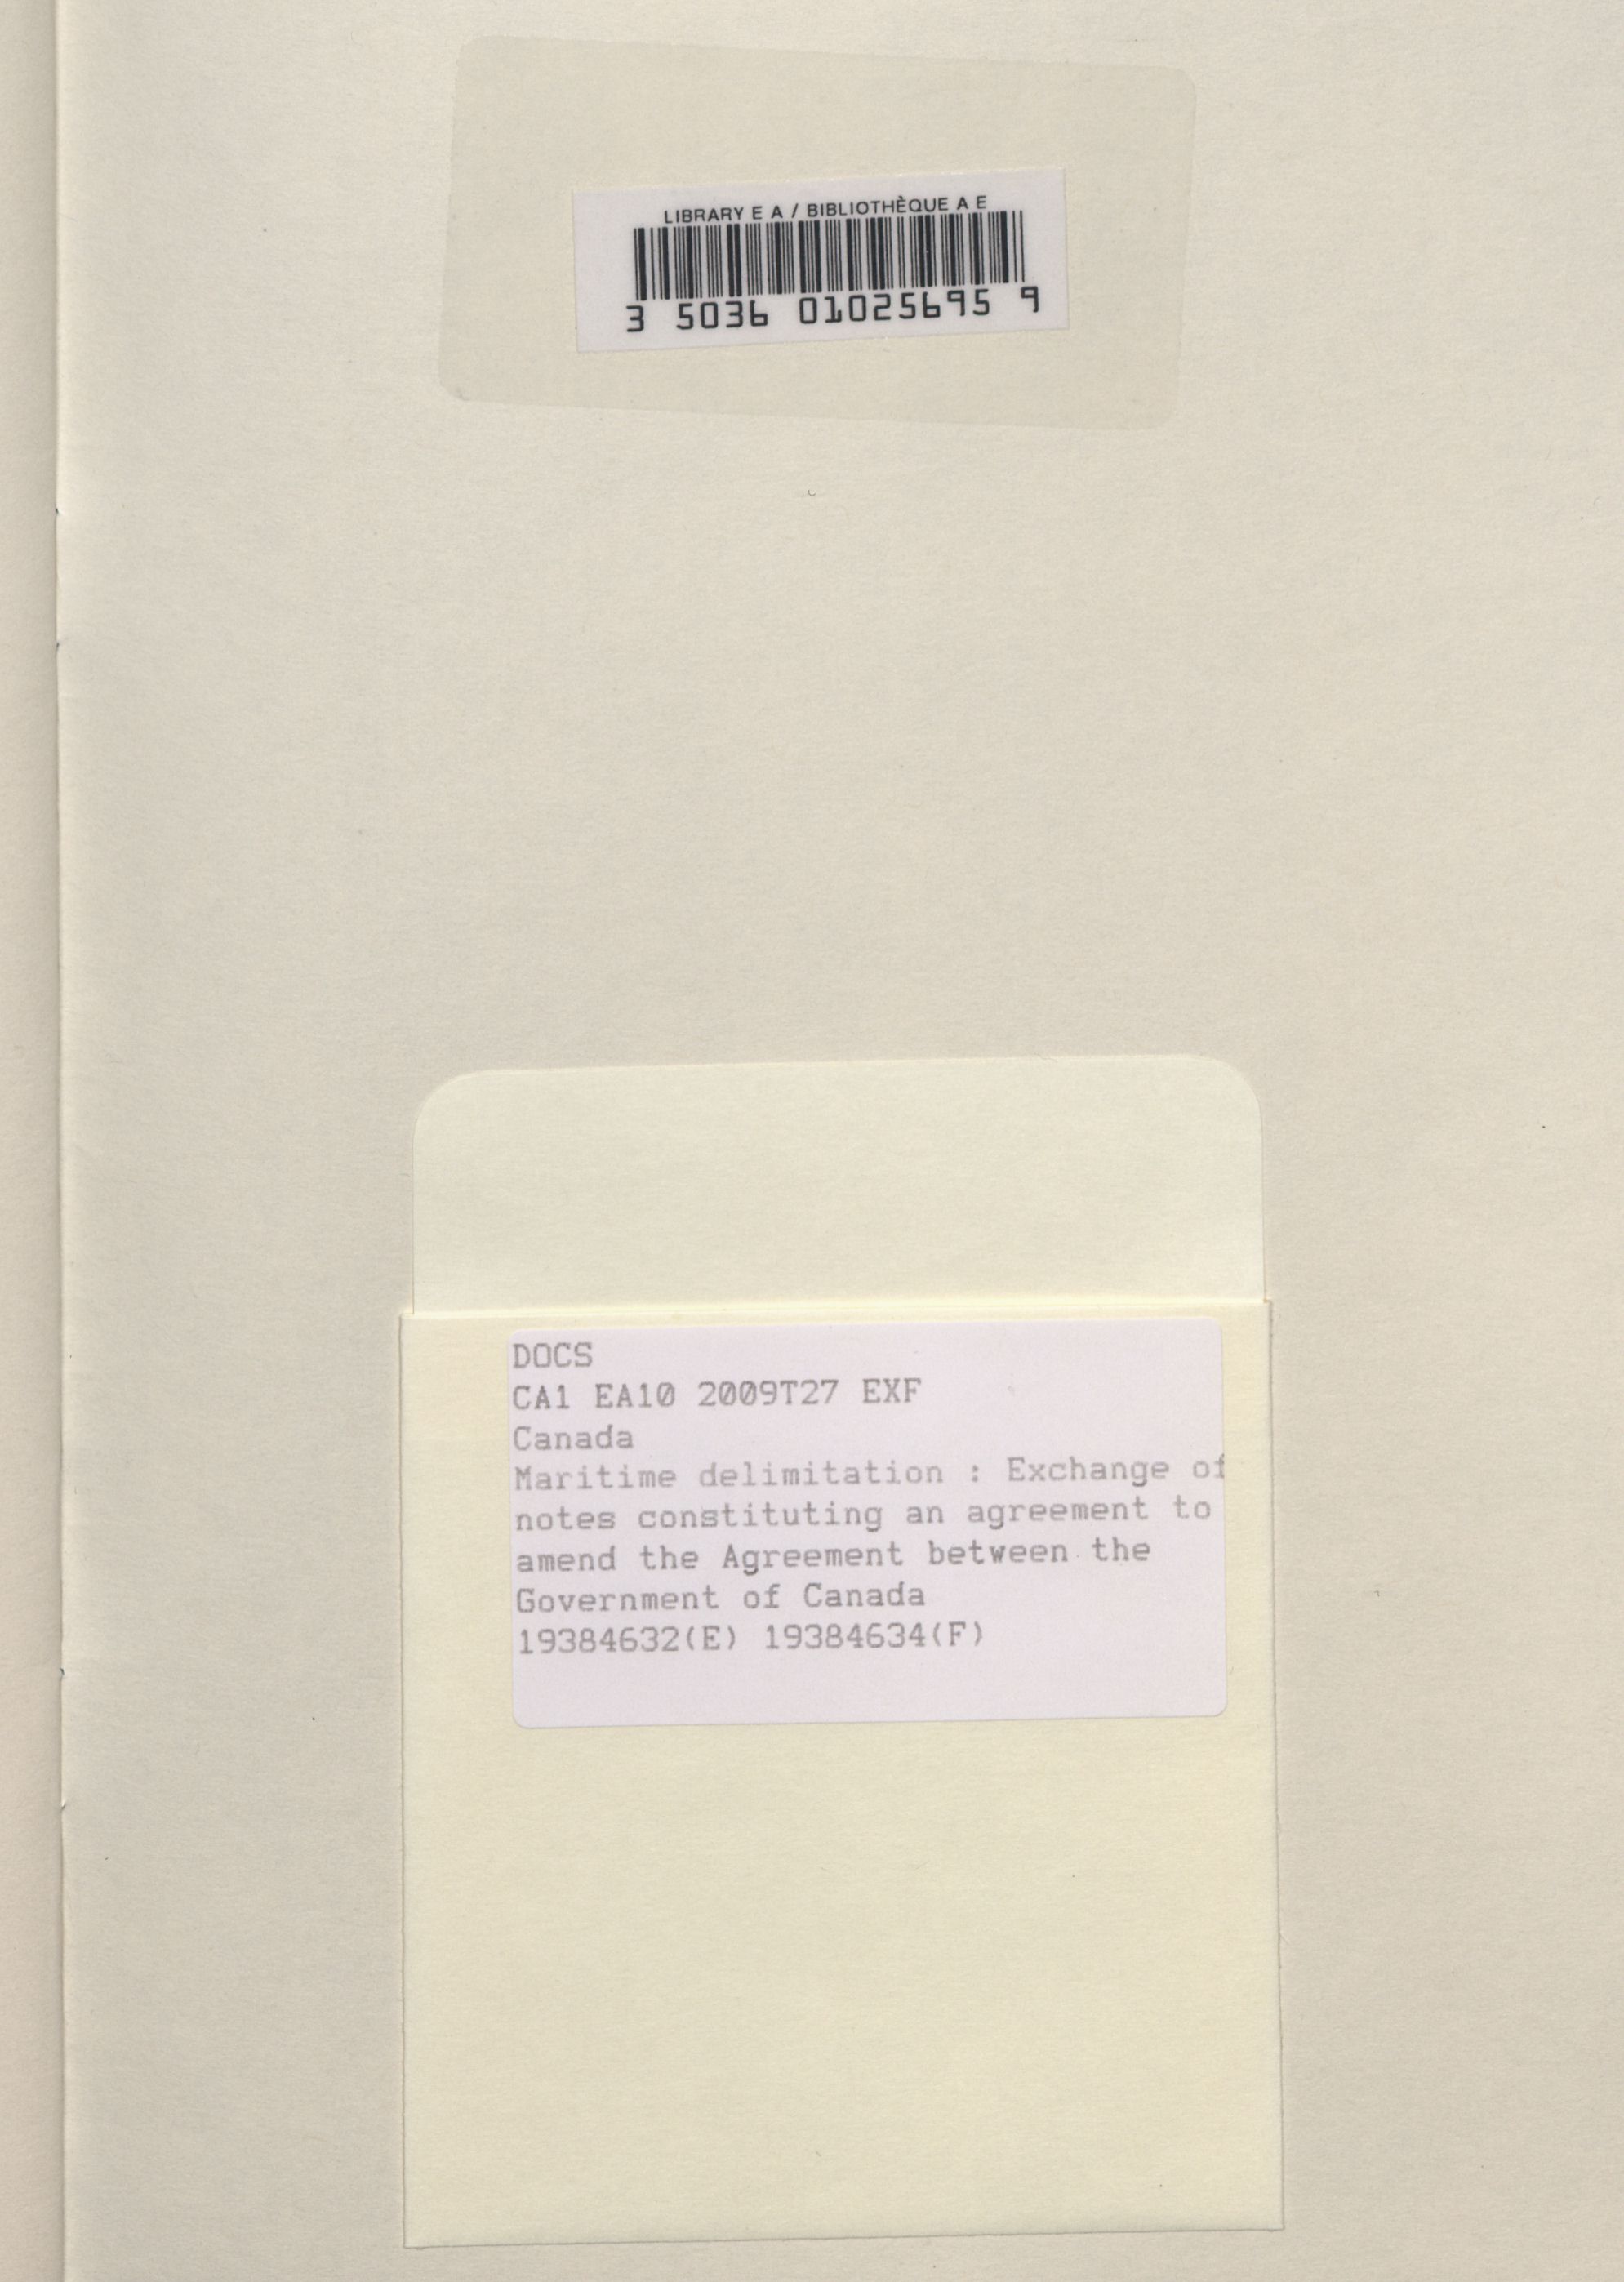 LIBRARY E A / BIBLIOTHÈQUE A E
3 5036 01025695 9
DOCS
CA1 EA10 2009T27 EXF
Canada
Maritime delimitation : Exchange of
notes constituting an agreement to
amend the Agreement between the
Government of Canada
19384632(E) 19384634(F)